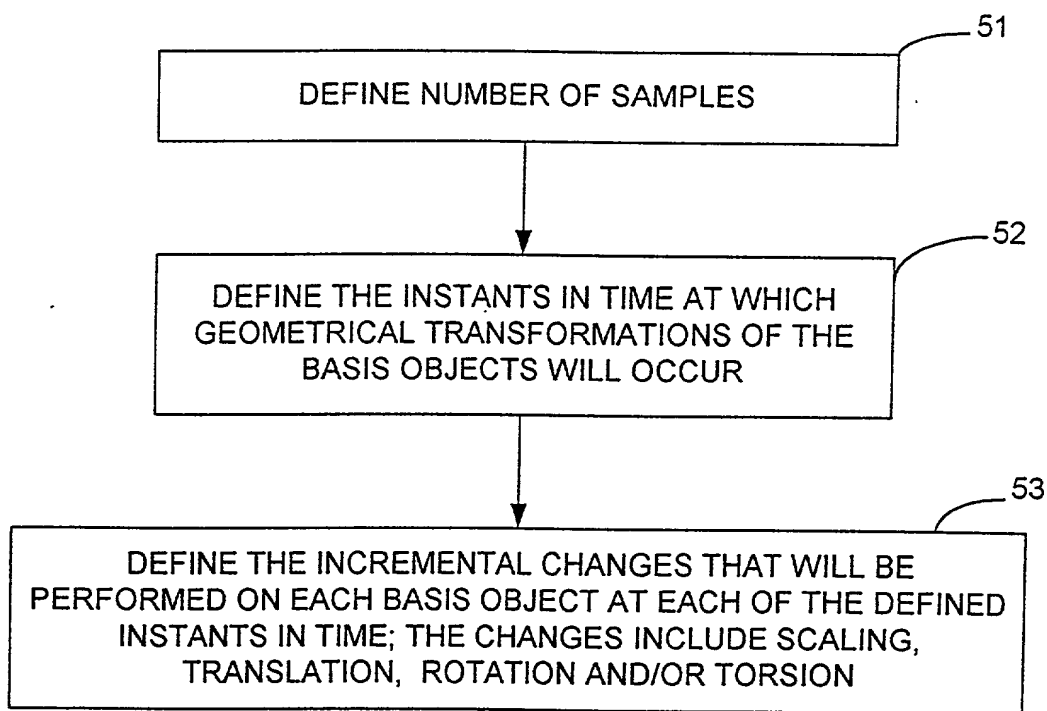 51
DEFINE NUMBER OF SAMPLES
52
DEFINE THE INSTANTS IN TIME AT WHICH
GEOMETRICAL TRANSFORMATIONS OF THE
BASIS OBJECTS WILL OCCUR
53
DEFINE THE INCREMENTAL CHANGES THAT WILL BE
PERFORMED ON EACH BASIS OBJECT AT EACH OF THE DEFINED
INSTANTS IN TIME; THE CHANGES INCLUDE SCALING,
TRANSLATION, ROTATION AND/OR TORSION